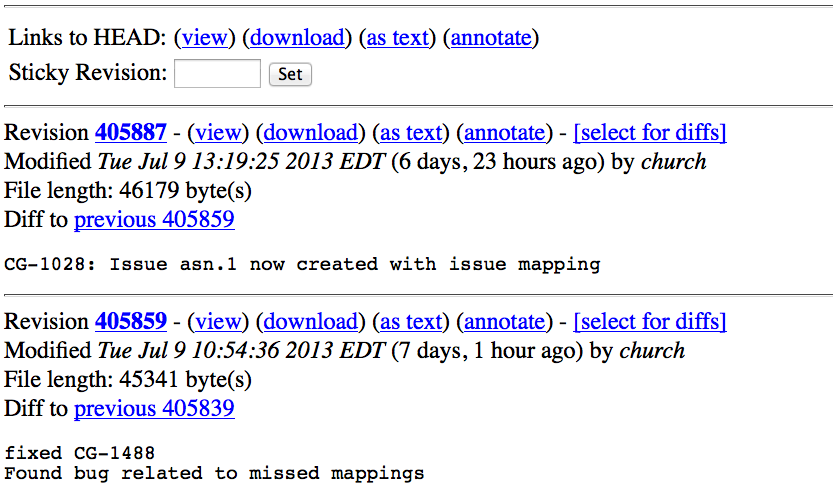 Links to HEAD: (view) (download) (as text) (annotate)
Sticky Revision: Set
Revision 405887 - (view) (download) (as text) (annotate) - [select for diffs]
Modified Tue Jul 9 13:19:25 2013 EDT (6 days, 23 hours ago) by church
File length: 46179 byte(s)
Diff to previous 405859
CG-1028: Issue asn.1 now created with issue mapping
Revision 405859 - (view) (download) (as text) (annotate) - [select for diffs]
Modified Tue Jul 9 10:54:36 2013 EDT (7 days, 1 hour ago) by church
File length: 45341 byte(s)
Diff to previous 405839
fixed CG-1488
Found bug related to missed mappings